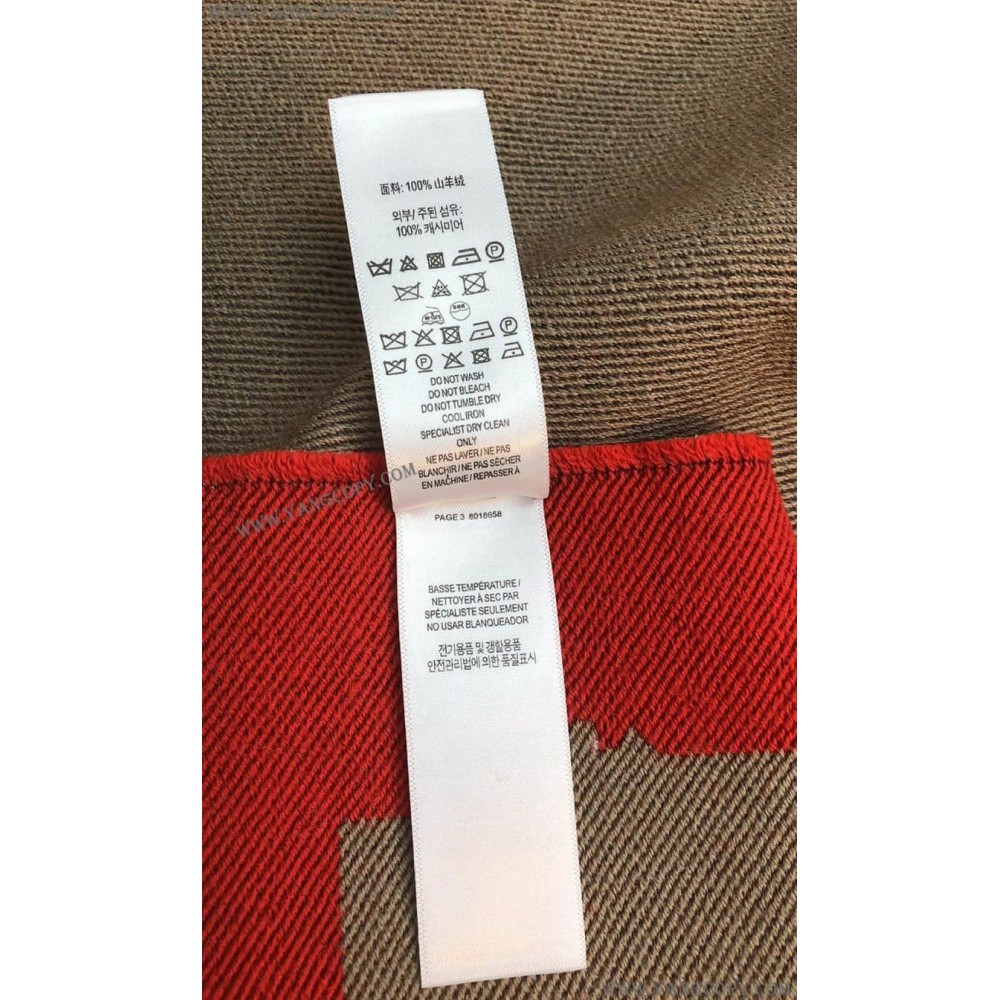 面料: 100% 山羊绒
외부/ 주된 섬유:
100% 캐시미어
DO NOT WASH
DO NOT BLEACH
DO NOT TUMBLE DRY
COOL IRON
SPECIALIST DRY CLEAN
ONLY
NE PAS LAVER / NE PAS
BLANCHIR / NE PAS SÈCHER
EN MACHINE / REPASSER À
WWW.YANGCOPY.COM
PAGE 3 8018658
BASSE TEMPÉRATURE /
NETTOYER À SEC PAR
SPÉCIALISTE SEULEMENT
NO USAR BLANQUEADOR
전기용품 및 생활용품
안전관리법에 의한 품질표시